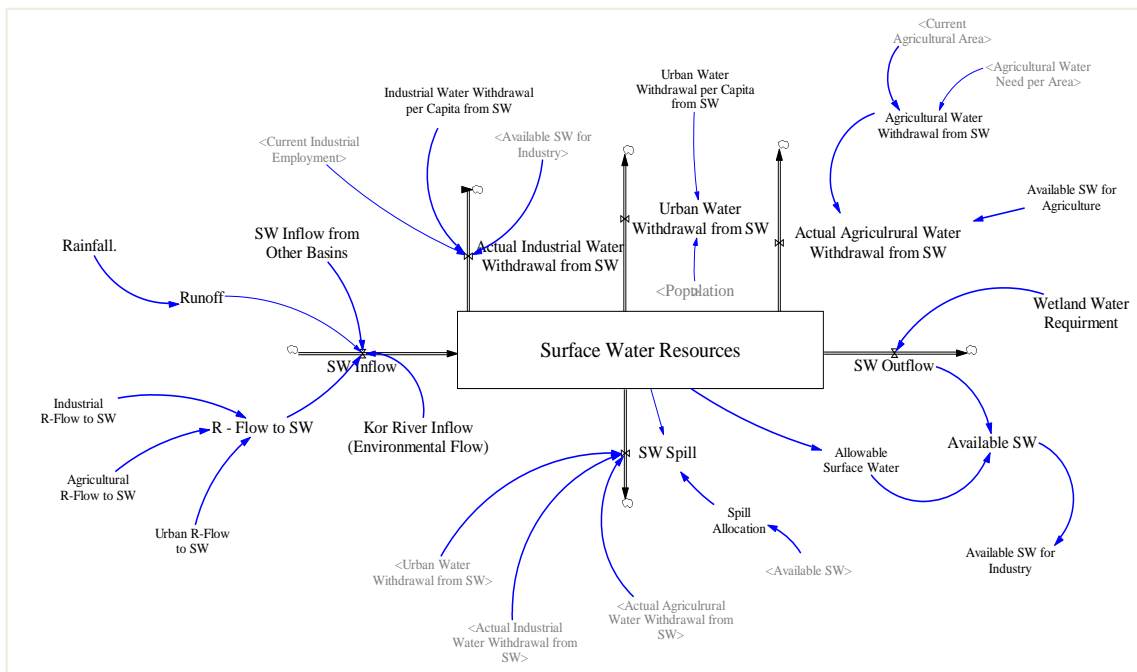 <Current
Agricultural Area>
Urban Water
Withdrawal per Capita
from SW
<Agricultural Water
Need per Area>
Industrial Water Withdrawal
per Capita from SW
Agricultural Water
Withdrawal from SW
<Current Industrial
Employment>
<Available SW for
Industry>
Available SW for
Agriculture
Urban Water
Withdrawal from SW
SW Inflow from
Other Basins
Actual Industrial Water
Withdrawal from SW
Actual Agricultrural Water
Withdrawal from SW
Rainfall.
<Population
>
Runoff
Wetland Water
Requirment
Surface Water Resources
SW Inflow
SW Outflow
Industrial
R-Flow to SW
R - Flow to SW
Kor River Inflow
(Environmental Flow)
SW Spill
Allowable
Surface Water
Available SW
Agricultural
R-Flow to SW
Urban R-Flow
to SW
Spill
Allocation
Available SW for
Industry
<Urban Water
Withdrawal from SW>
<Available SW>
<Actual Industrial
Water Withdrawal from
SW>
<Actual Agricultrural
Water Withdrawal from
SW>